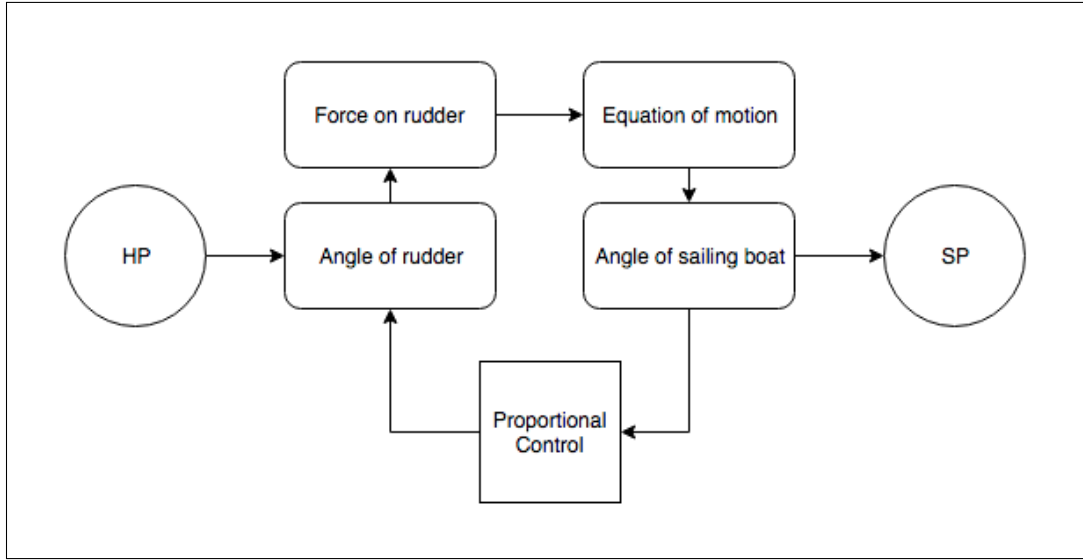 Force on rudder
Equation of motion
HP
Angle of rudder
Angle of sailing boat
SP
Proportional
Control